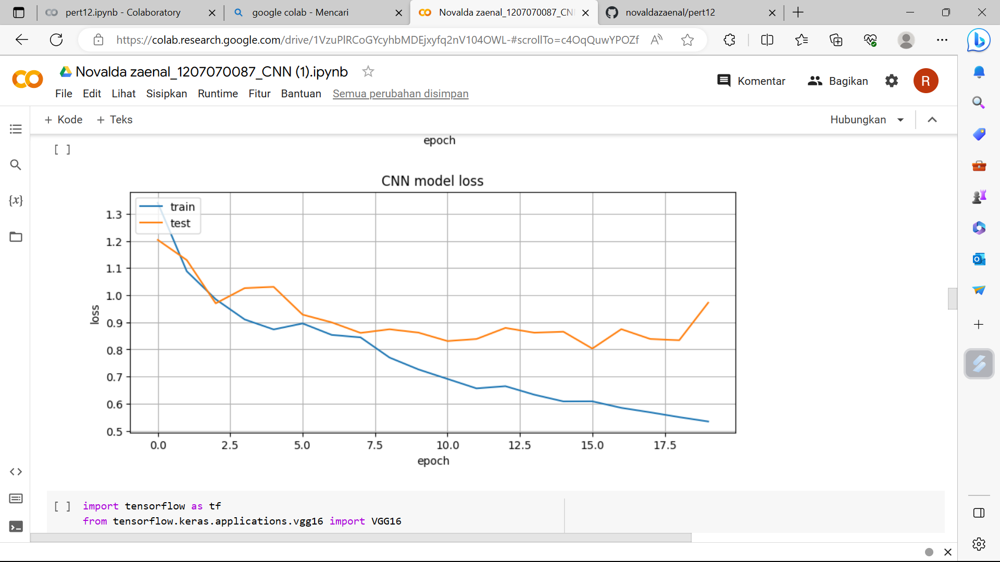 pert12.ipynb - Colaboratory
google colab - Mencari
Novalda zaenal_1207070087_CN
novaldazaenal/pert12
https://colab.research.google.com/drive/1VzuPlRCoGYcyhbMDEjxyfq2nV104OWL-#scrollTo=c4OqQuwYPOZf
Novalda zaenal_1207070087_CNN (1).ipynb
Komentar
Bagikan
R
File Edit Lihat Sisipkan Runtime Fitur Bantuan Semua perubahan disimpan
+ Kode + Teks
Hubungkan
epoch
[ ]
{x}
CNN model loss
train
test
1.3
1.2
1.1
1.0
0.9
0.8
0.7
0.6
0.5
loss
0.0 2.5 5.0 7.5 10.0 12.5 15.0 17.5
epoch
[ ] import tensorflow as tf
from tensorflow.keras.applications.vgg16 import VGG16